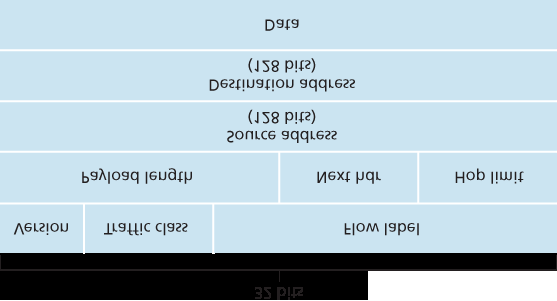 Data
(128 bits)
Destination address
(128 bits)
Source address
Payload length
Next hdr
Hop limit
Version
Traffic class
Flow label
32 bits